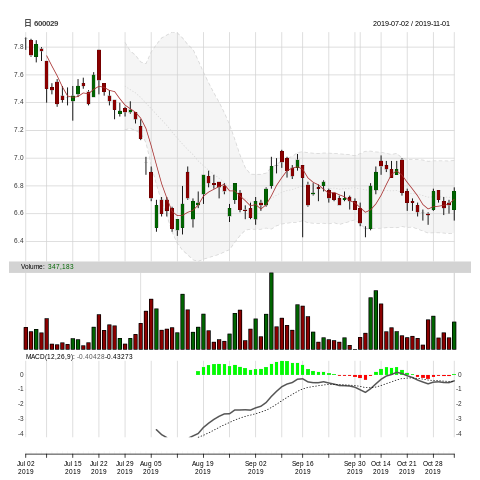 日 600029
2019-07-02 / 2019-11-01
7.8
7.6
7.4
7.2
7.0
6.8
6.6
6.4
Volume: 347,183
MACD(12,26,9): -0.40428-0.43273
0 0
-1 -1
-2 -2
-3 -3
-4 -4
Jul 02 Jul 15 Jul 22 Jul 29 Aug 05 Aug 19 Sep 02 Sep 16 Sep 30 Oct 14 Oct 21 Oct 28
2019 2019 2019 2019 2019 2019 2019 2019 2019 2019 2019 2019